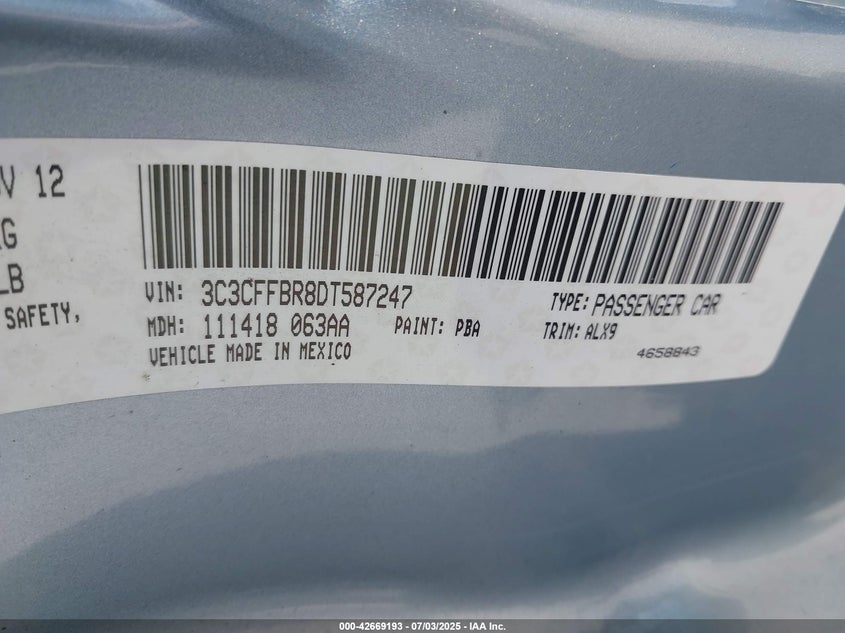 V 12
G
LB
SAFETY,
VIN: 3C3CFFBR8DT587247
TYPE: PASSENGER CAR
MDH: 111418 063AA
PAINT: PBA
TRIM: ALX9
VEHICLE MADE IN MEXICO
4658843
000-42669193 - 07/03/2025 - IAA Inc.